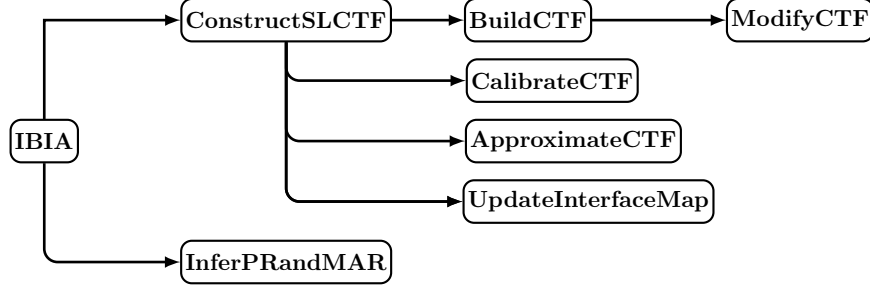 ConstructSLCTF
BuildCTF
ModifyCTF
CalibrateCTF
IBIA
ApproximateCTF
UpdateInterfaceMap
InferPRandMAR